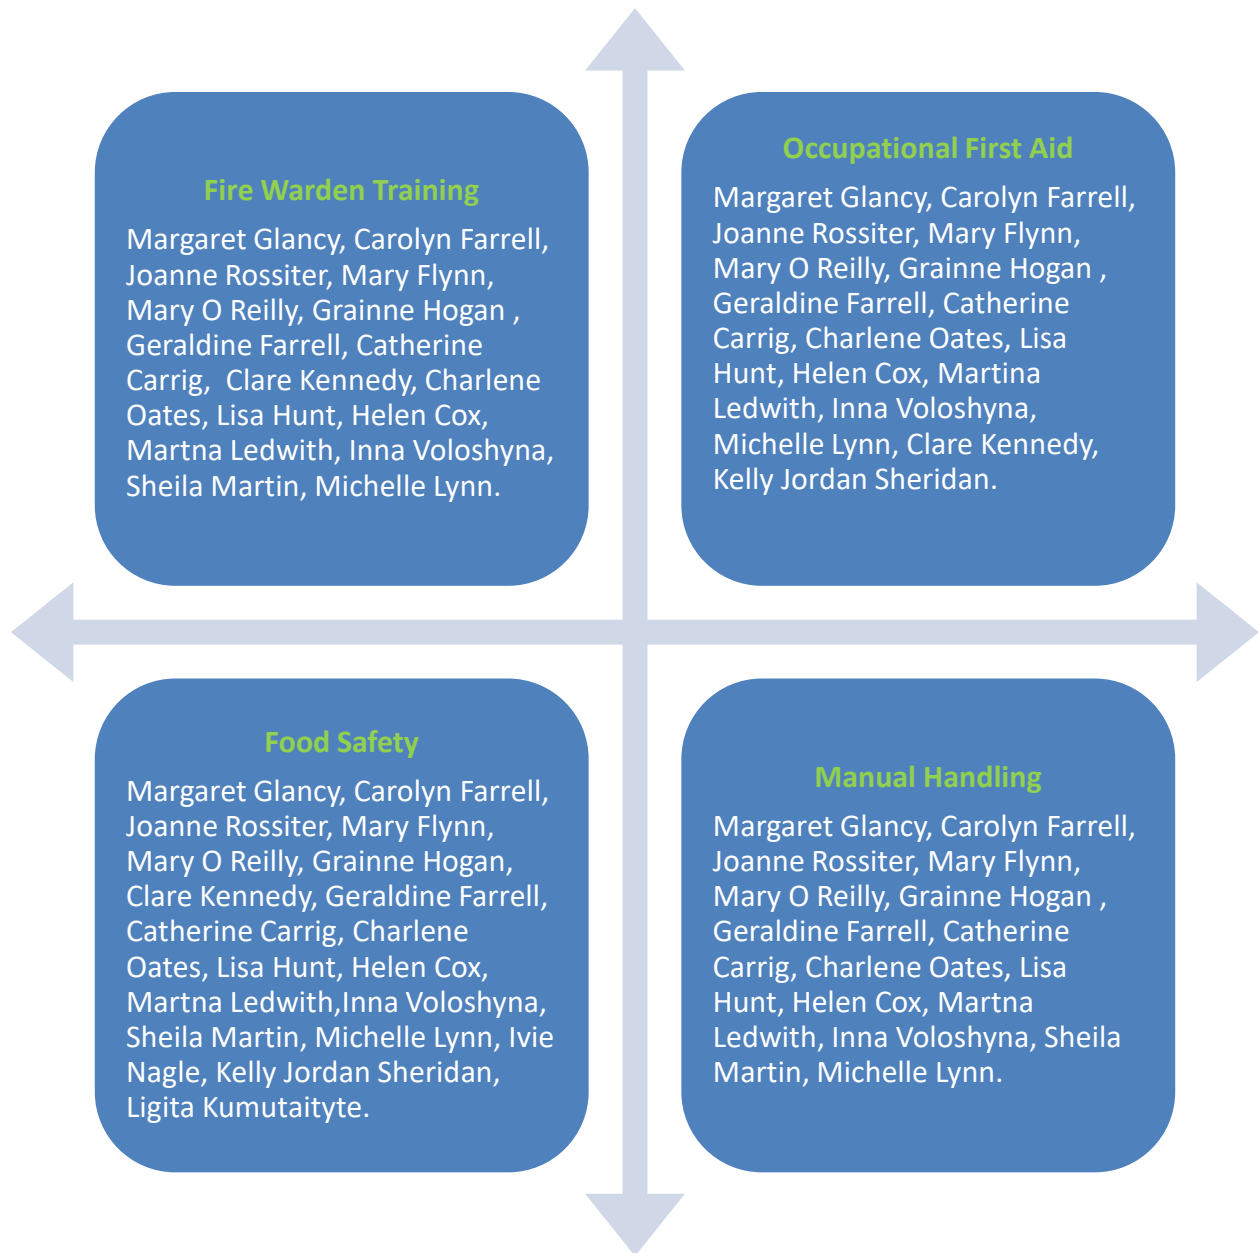 Fire Warden Training
Margaret Glancy, Carolyn Farrell,
Joanne Rossiter, Mary Flynn,
Mary O Reilly, Grainne Hogan ,
Geraldine Farrell, Catherine
Carrig,  Clare Kennedy, Charlene
Oates, Lisa Hunt, Helen Cox,
Martna Ledwith, Inna Voloshyna,
Sheila Martin, Michelle Lynn.
Occupational First Aid
Margaret Glancy, Carolyn Farrell,
Joanne Rossiter, Mary Flynn,
Mary O Reilly, Grainne Hogan ,
Geraldine Farrell, Catherine
Carrig, Charlene Oates, Lisa
Hunt, Helen Cox, Martina
Ledwith, Inna Voloshyna,
Michelle Lynn, Clare Kennedy,
Kelly Jordan Sheridan.
Food Safety
Margaret Glancy, Carolyn Farrell,
Joanne Rossiter, Mary Flynn,
Mary O Reilly, Grainne Hogan,
Clare Kennedy, Geraldine Farrell,
Catherine Carrig, Charlene
Oates, Lisa Hunt, Helen Cox,
Martna Ledwith,Inna Voloshyna,
Sheila Martin, Michelle Lynn, Ivie
Nagle, Kelly Jordan Sheridan,
Ligita Kumutaityte.
Manual Handling
Margaret Glancy, Carolyn Farrell,
Joanne Rossiter, Mary Flynn,
Mary O Reilly, Grainne Hogan ,
Geraldine Farrell, Catherine
Carrig, Charlene Oates, Lisa
Hunt, Helen Cox, Martna
Ledwith, Inna Voloshyna, Sheila
Martin, Michelle Lynn.